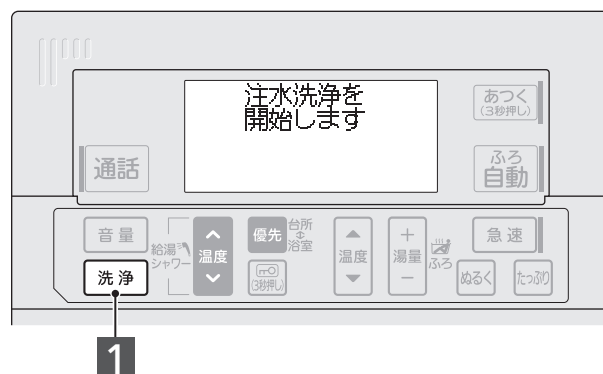 注水洗浄を
開始します
あつく
(3秒押し)
通話
ふろ
自動
音量
給湯
シャワー
温度
優先
台所
浴室
(3秒押し)
温度
＋
湯量
－
ふろ
急速
洗浄
ぬるく
たっぷり
1